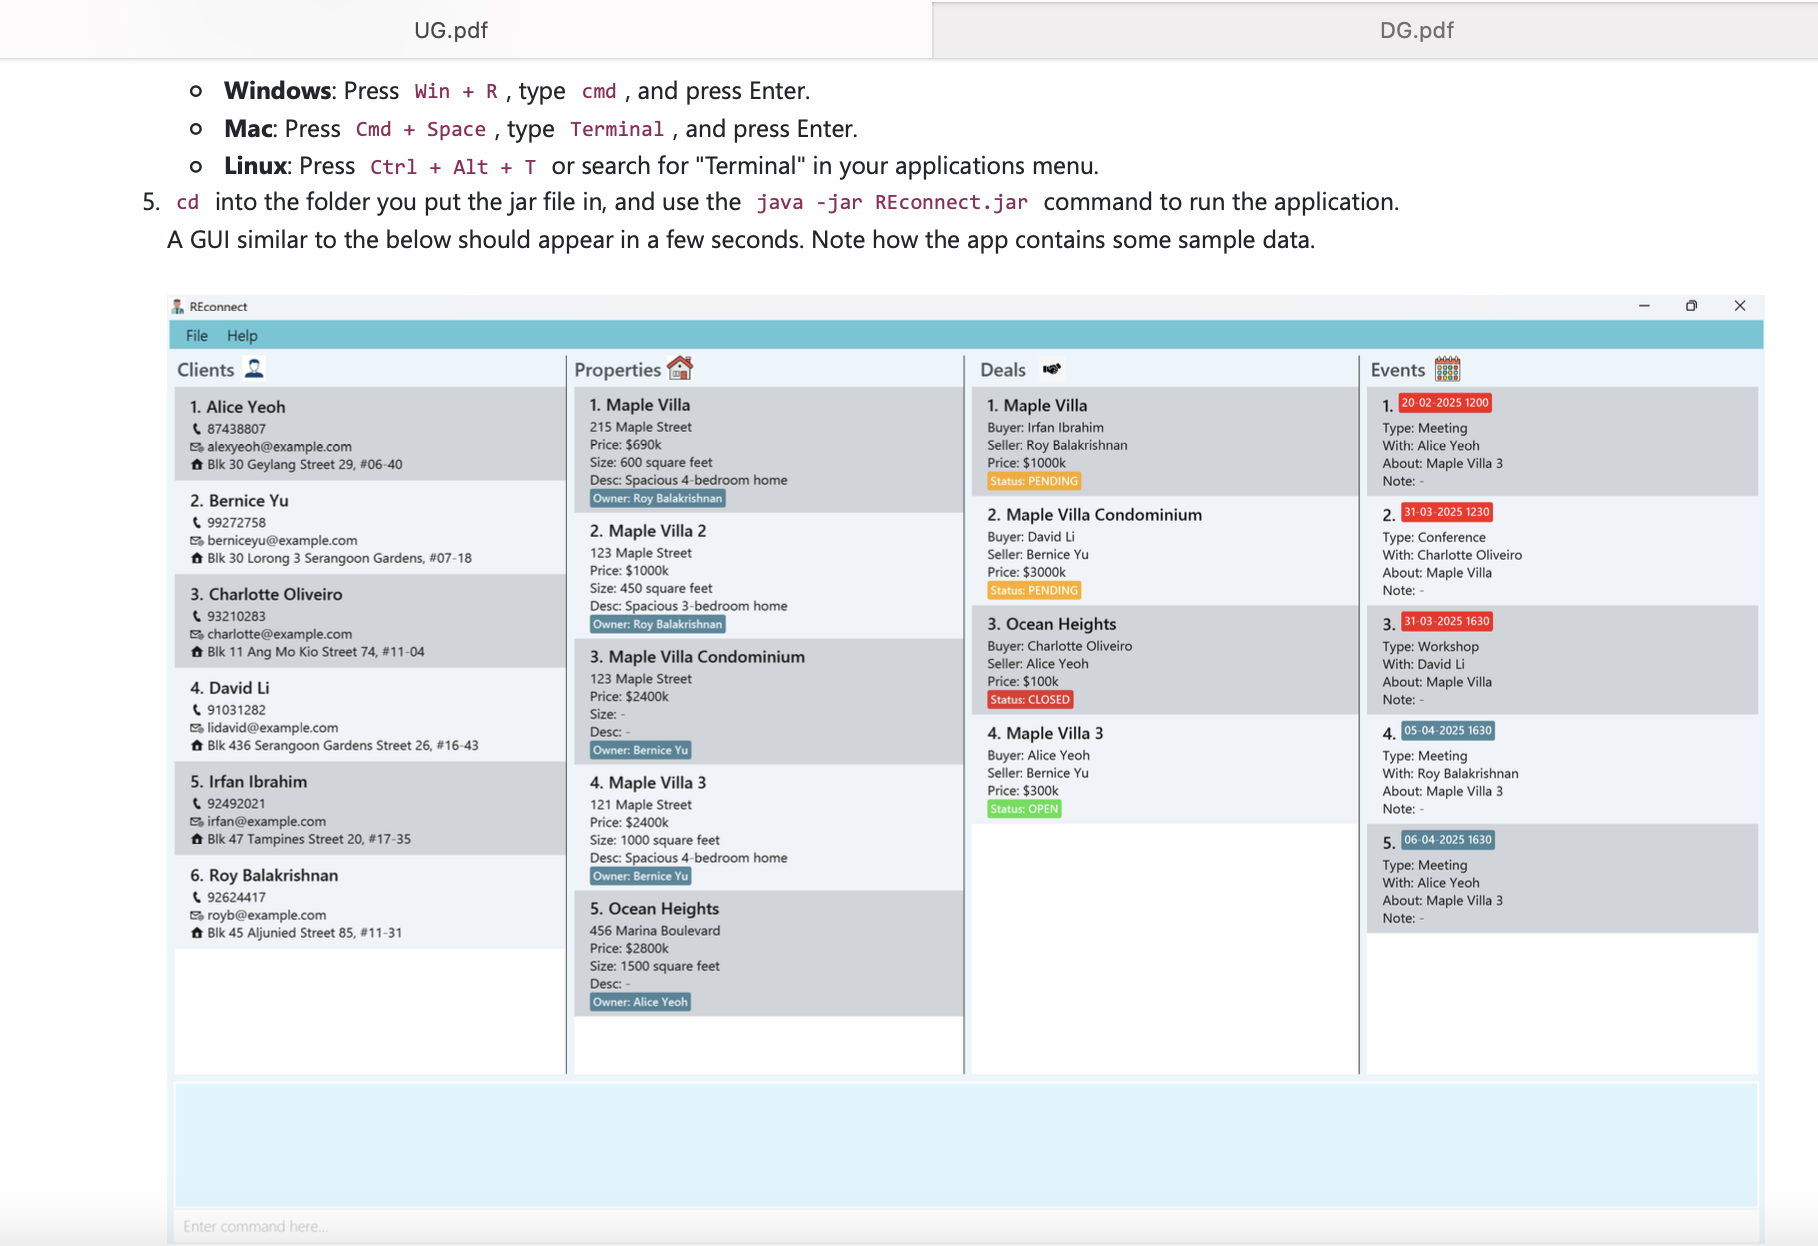 UG.pdf
DG.pdf
Windows: Press Win + R , type cmd , and press Enter.
Mac: Press Cmd + Space , type Terminal , and press Enter.
Linux: Press Ctrl + Alt + T or search for "Terminal" in your applications menu.
5. cd into the folder you put the jar file in, and use the java -jar REconnect.jar command to run the application.
A GUI similar to the below should appear in a few seconds. Note how the app contains some sample data.
REconnect
File Help
Clients
1. Alice Yeoh
87438807
alexyeoh@example.com
Blk 30 Geylang Street 29, #06-40
2. Bernice Yu
99272758
berniceyu@example.com
Blk 30 Lorong 3 Serangoon Gardens, #07-18
3. Charlotte Oliveiro
93210283
charlotte@example.com
Blk 11 Ang Mo Kio Street 74, #11-04
4. David Li
91031282
lidavid@example.com
Blk 436 Serangoon Gardens Street 26, #16-43
5. Irfan Ibrahim
92492021
irfan@example.com
Blk 47 Tampines Street 20, #17-35
6. Roy Balakrishnan
92624417
royb@example.com
Blk 45 Aljunied Street 85, #11-31
Properties
1. Maple Villa
215 Maple Street
Price: $690k
Size: 600 square feet
Desc: Spacious 4-bedroom home
Owner: Roy Balakrishnan
2. Maple Villa 2
123 Maple Street
Price: $1000k
Size: 450 square feet
Desc: Spacious 3-bedroom home
Owner: Roy Balakrishnan
3. Maple Villa Condominium
123 Maple Street
Price: $2400k
Size: -
Desc: -
Owner: Bernice Yu
4. Maple Villa 3
121 Maple Street
Price: $2400k
Size: 1000 square feet
Desc: Spacious 4-bedroom home
Owner: Bernice Yu
5. Ocean Heights
456 Marina Boulevard
Price: $2800k
Size: 1500 square feet
Desc: -
Owner: Alice Yeoh
Deals
1. Maple Villa
Buyer: Irfan Ibrahim
Seller: Roy Balakrishnan
Price: $1000k
Status: PENDING
2. Maple Villa Condominium
Buyer: David Li
Seller: Bernice Yu
Price: $3000k
Status: PENDING
3. Ocean Heights
Buyer: Charlotte Oliveiro
Seller: Alice Yeoh
Price: $100k
Status: CLOSED
4. Maple Villa 3
Buyer: Alice Yeoh
Seller: Bernice Yu
Price: $300k
Status: OPEN
Events
1. 20-02-2025 1200
Type: Meeting
With: Alice Yeoh
About: Maple Villa 3
Note: -
2. 31-03-2025 1230
Type: Conference
With: Charlotte Oliveiro
About: Maple Villa
Note: -
3. 31-03-2025 1630
Type: Workshop
With: David Li
About: Maple Villa
Note: -
4. 05-04-2025 1630
Type: Meeting
With: Roy Balakrishnan
About: Maple Villa 3
Note: -
5. 06-04-2025 1630
Type: Meeting
With: Alice Yeoh
About: Maple Villa 3
Note: -
Enter command here...